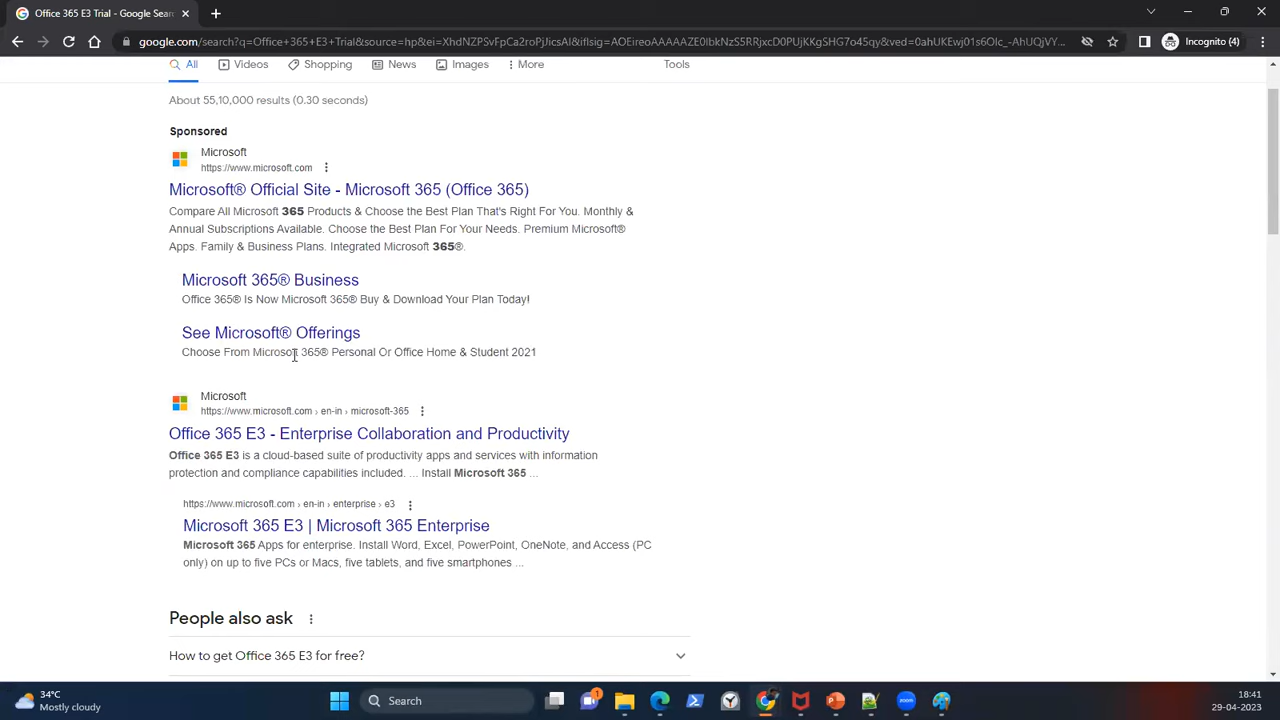 Office 365 E3 Trial - Google Sear
google.com/search?q=Office+365+E3+Trial&source=hp&ei=XhdNZPSvFpCa2roPjJicsAI&iflsig=AOEireoAAAAAZE0lbkNzS5RRjxcD0PUjKKgSHG7o45qy&ved=0ahUKEwj01s6Olc_-AhUQjVY...
Incognito (4)
All Videos Shopping News Images More Tools
About 55,10,000 results (0.30 seconds)
Sponsored
Microsoft
https://www.microsoft.com
Microsoft® Official Site - Microsoft 365 (Office 365)
Compare All Microsoft 365 Products & Choose the Best Plan That's Right For You. Monthly &
Annual Subscriptions Available. Choose the Best Plan For Your Needs. Premium Microsoft®
Apps. Family & Business Plans. Integrated Microsoft 365®.
Microsoft 365® Business
Office 365® Is Now Microsoft 365® Buy & Download Your Plan Today!
See Microsoft® Offerings
Choose From Microsoft 365® Personal Or Office Home & Student 2021
Microsoft
https://www.microsoft.com › en-in › microsoft-365
Office 365 E3 - Enterprise Collaboration and Productivity
Office 365 E3 is a cloud-based suite of productivity apps and services with information
protection and compliance capabilities included. ... Install Microsoft 365 ...
https://www.microsoft.com › en-in › enterprise › e3
Microsoft 365 E3 | Microsoft 365 Enterprise
Microsoft 365 Apps for enterprise. Install Word, Excel, PowerPoint, OneNote, and Access (PC
only) on up to five PCs or Macs, five tablets, and five smartphones ...
People also ask
How to get Office 365 E3 for free?
34°C
Mostly cloudy
Search
1
18:41
29-04-2023